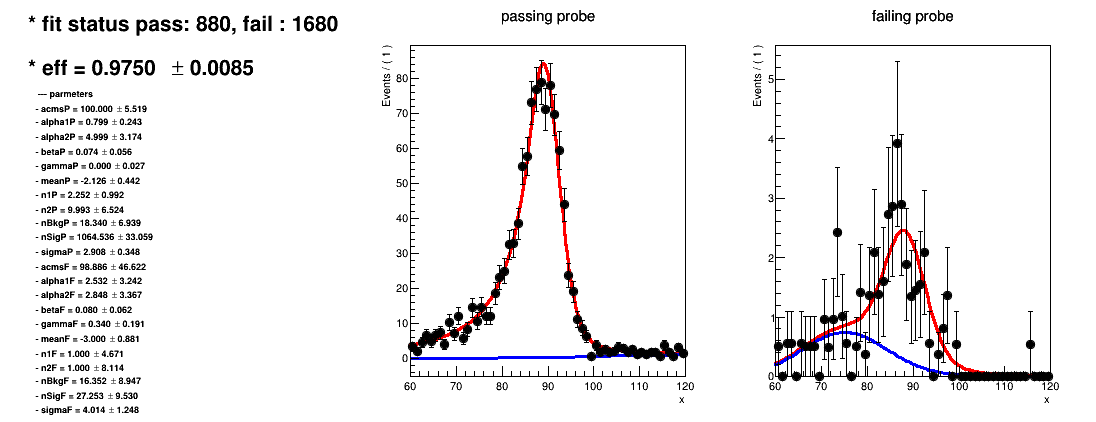 * fit status pass: 880, fail : 1680
* eff = 0.9750 ± 0.0085
--- parmeters
- acmsP = 100.000 ± 5.519
- alpha1P = 0.799 ± 0.243
- alpha2P = 4.999 ± 3.174
- betaP = 0.074 ± 0.056
- gammaP = 0.000 ± 0.027
- meanP = -2.126 ± 0.442
- n1P = 2.252 ± 0.992
- n2P = 9.993 ± 6.524
- nBkgP = 18.340 ± 6.939
- nSigP = 1064.536 ± 33.059
- sigmaP = 2.908 ± 0.348
- acmsF = 98.886 ± 46.622
- alpha1F = 2.532 ± 3.242
- alpha2F = 2.848 ± 3.367
- betaF = 0.080 ± 0.062
- gammaF = 0.340 ± 0.191
- meanF = -3.000 ± 0.881
- n1F = 1.000 ± 4.671
- n2F = 1.000 ± 8.114
- nBkgF = 16.352 ± 8.947
- nSigF = 27.253 ± 9.530
- sigmaF = 4.014 ± 1.248
passing probe
Events / ( 1 )
80
70
60
50
40
30
20
10
0
60 70 80 90 100 110 120
x
failing probe
Events / ( 1 )
5
4
3
2
1
0
60 70 80 90 100 110 120
x